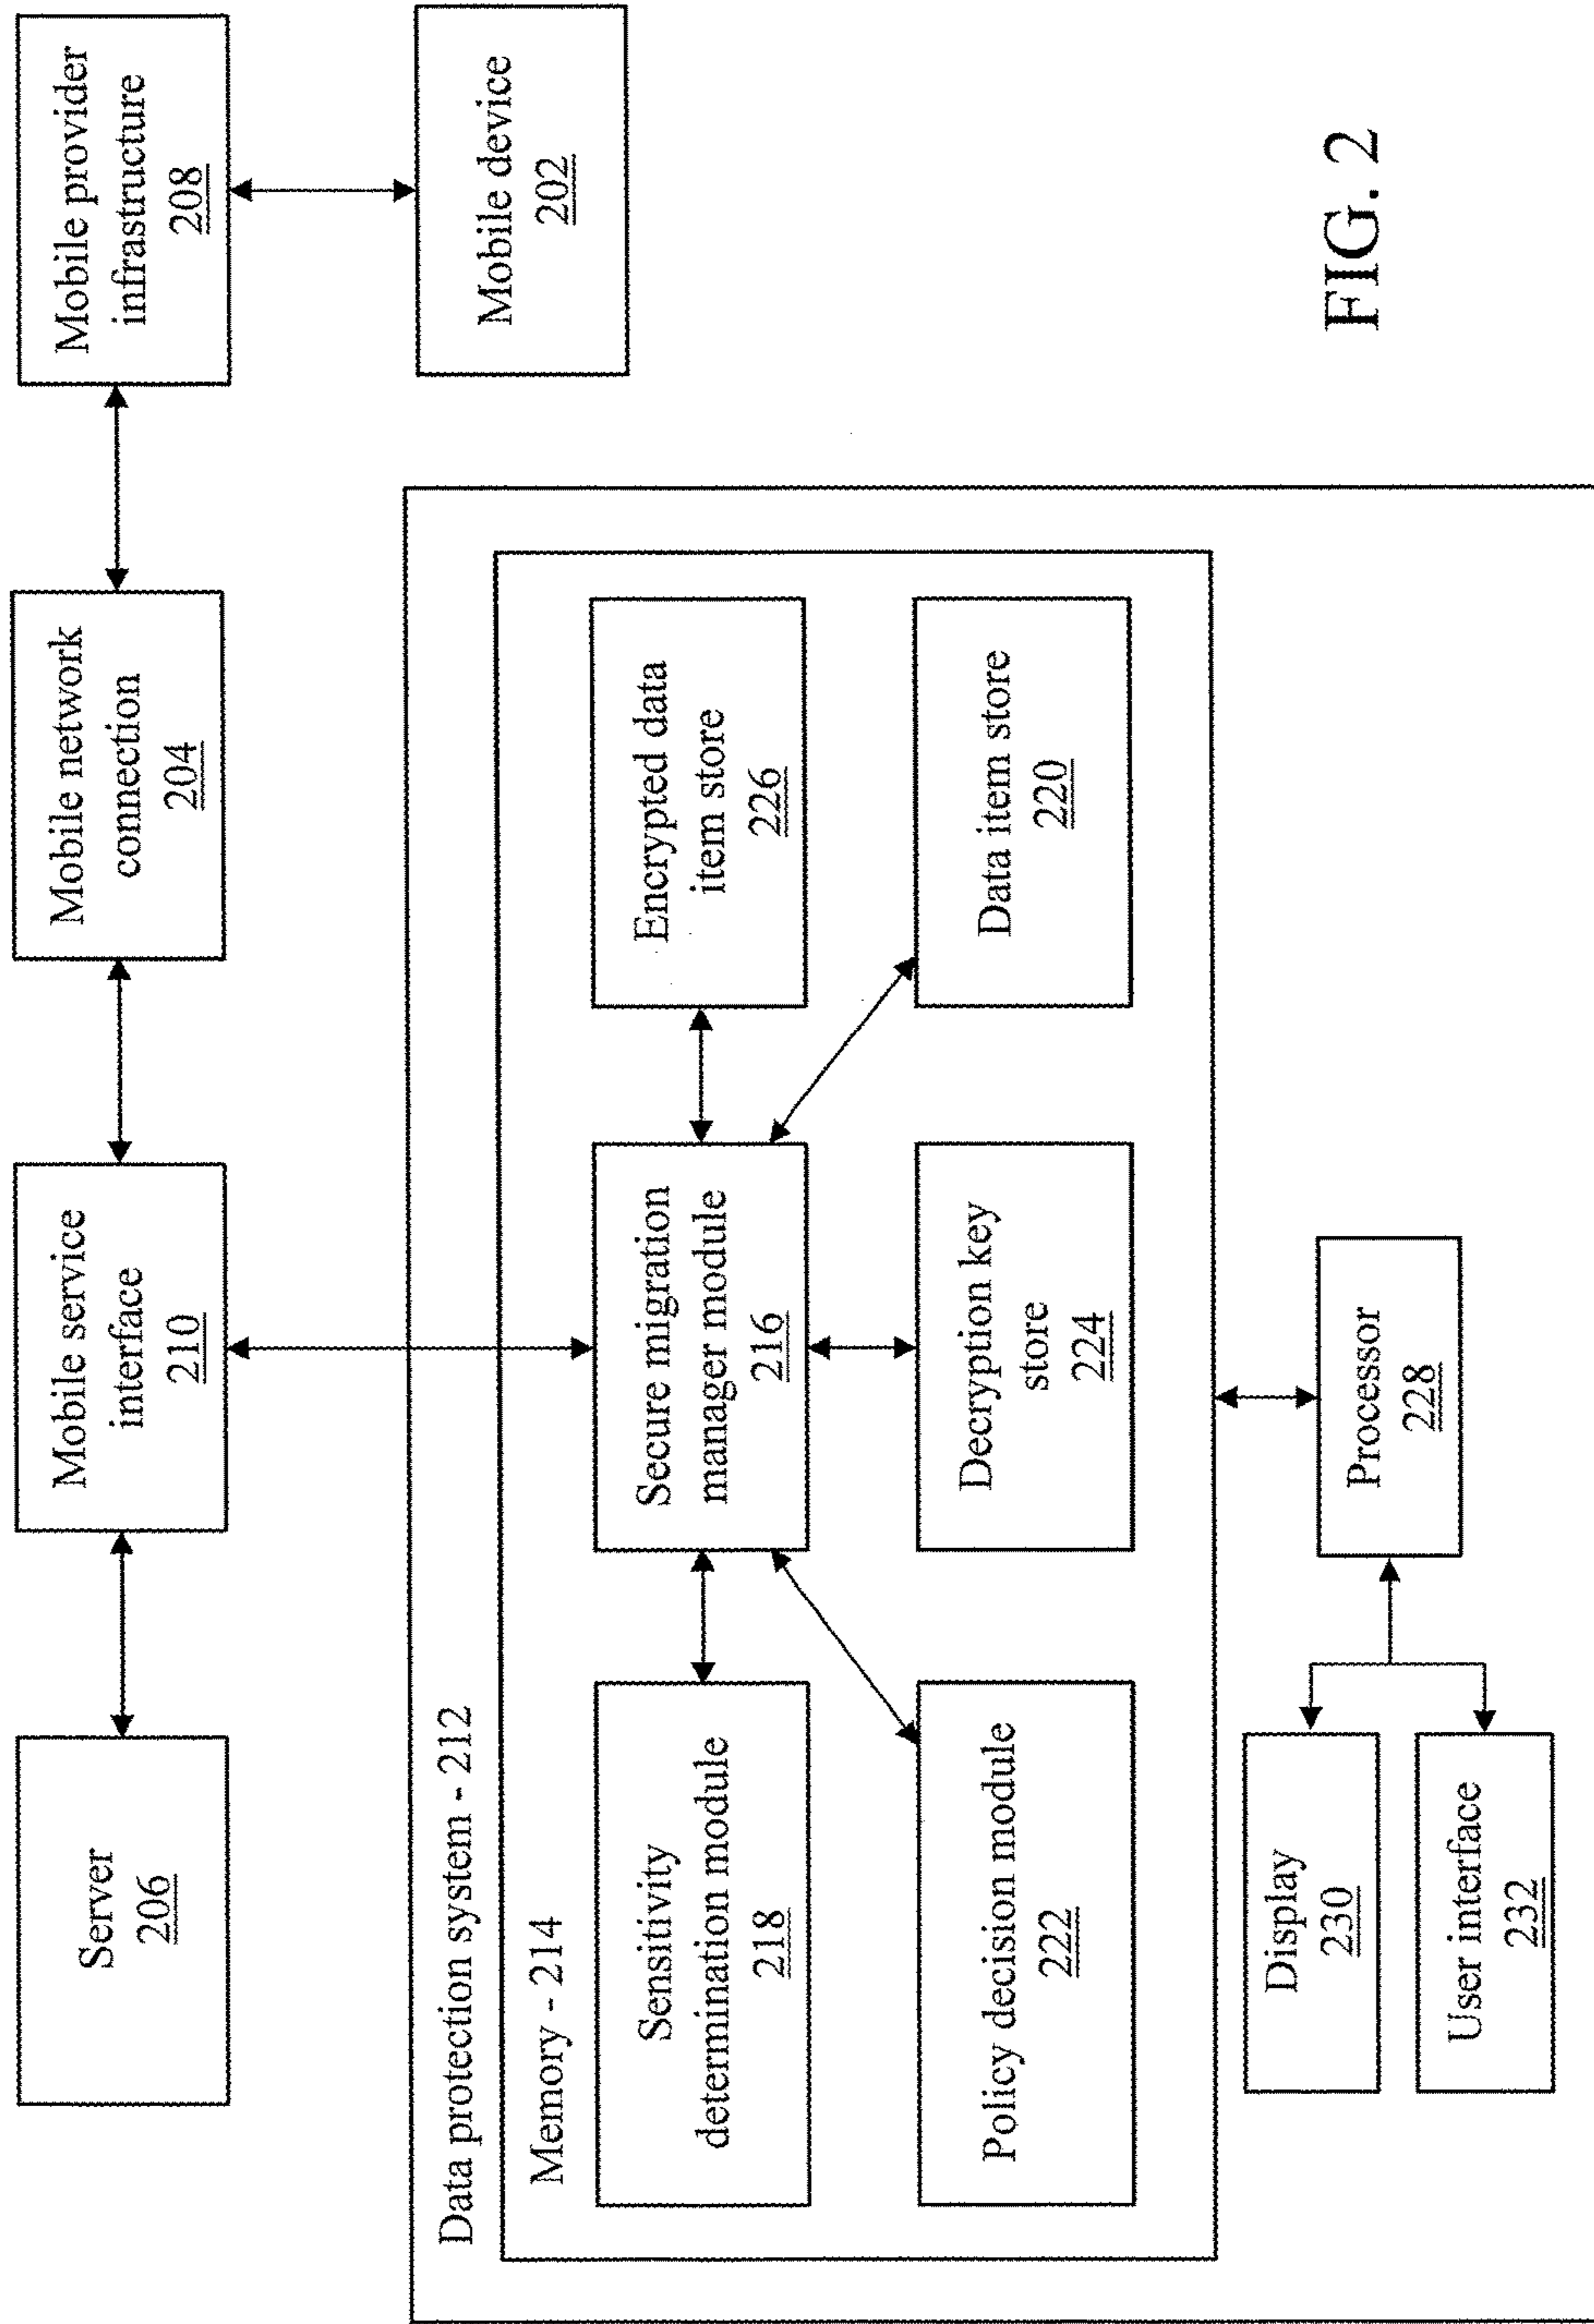 Server
206
Mobile service
interface
210
Mobile network
connection
204
Mobile provider
infrastructure
208
Mobile device
202
Data protection system - 212
Memory - 214
Sensitivity
determination module
218
Secure migration
manager module
216
Encrypted data
item store
226
Policy decision module
222
Decryption key
store
224
Data item store
220
Display
230
User interface
232
Processor
228
FIG. 2